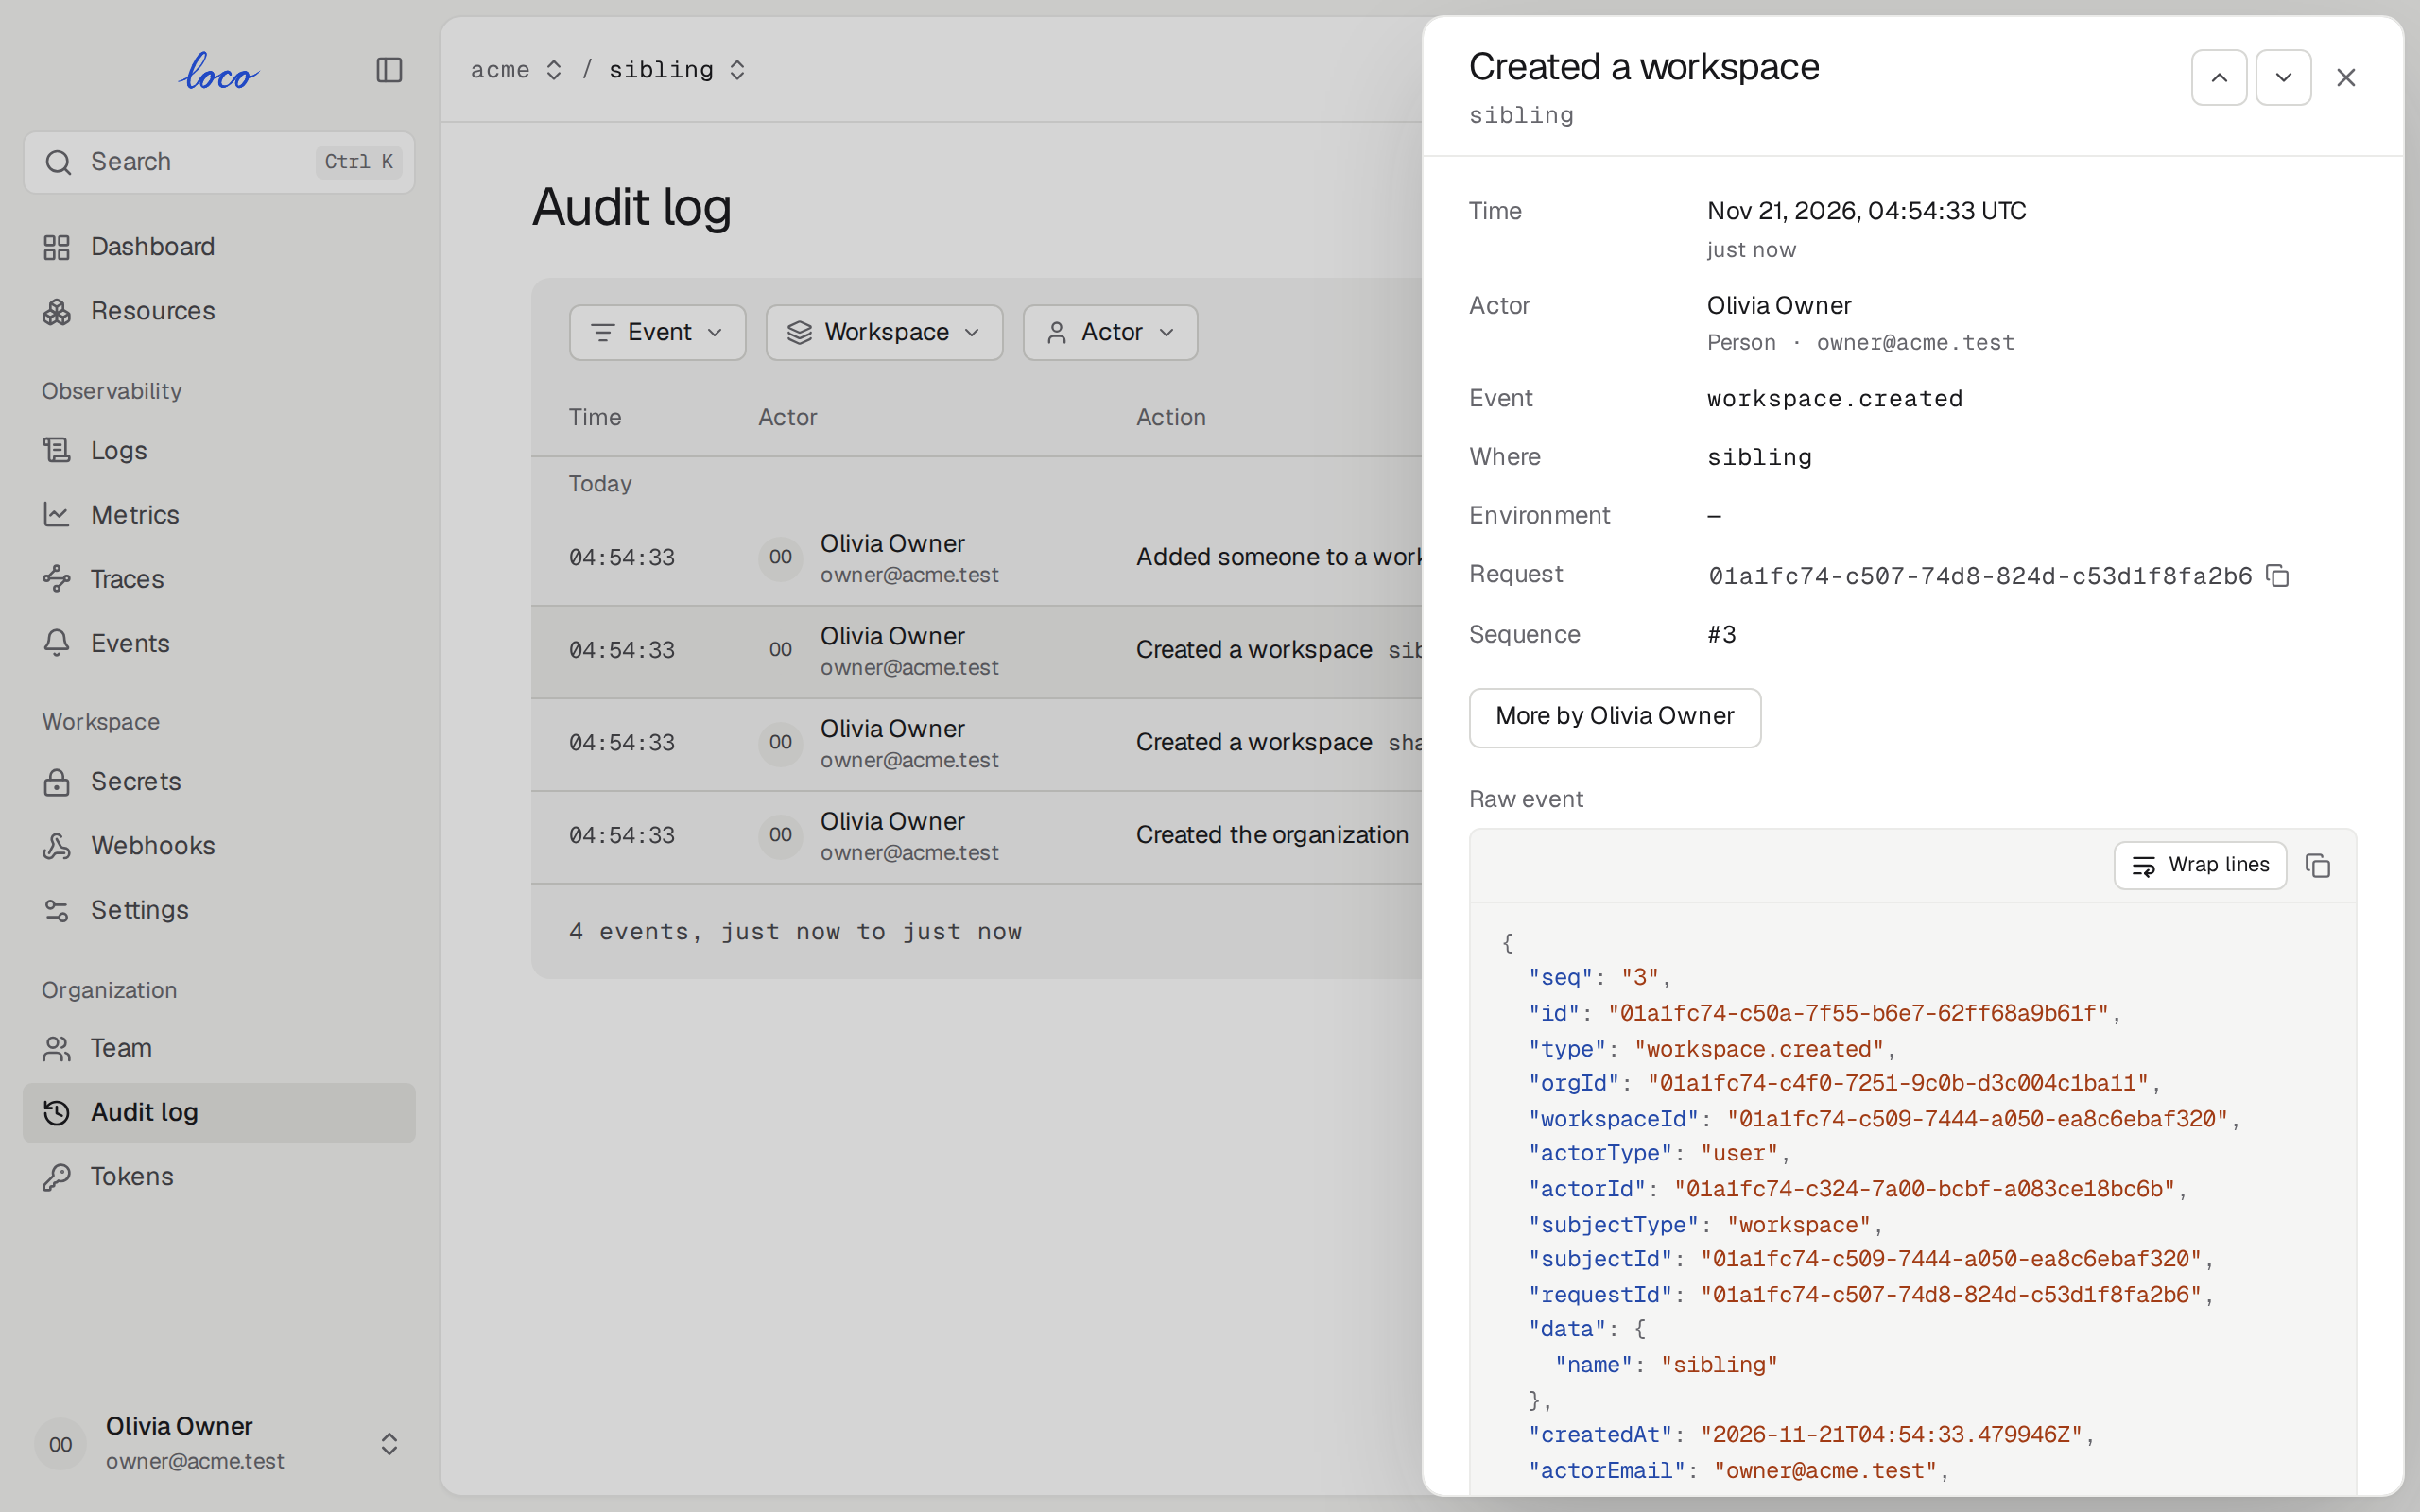 loco
Search Ctrl K
Dashboard
Resources
Observability
Logs
Metrics
Traces
Events
Workspace
Secrets
Webhooks
Settings
Organization
Team
Audit log
Tokens
OO Olivia Owner
owner@acme.test
acme / sibling
Audit log
Event Workspace Actor
Time Actor Action
Today
04:54:33 OO Olivia Owner Added someone to a work
owner@acme.test
04:54:33 OO Olivia Owner Created a workspace sib
owner@acme.test
04:54:33 OO Olivia Owner Created a workspace sha
owner@acme.test
04:54:33 OO Olivia Owner Created the organization
owner@acme.test
4 events, just now to just now
Created a workspace
sibling
Time Nov 21, 2026, 04:54:33 UTC
just now
Actor Olivia Owner
Person · owner@acme.test
Event workspace.created
Where sibling
Environment –
Request 01a1fc74-c507-74d8-824d-c53d1f8fa2b6
Sequence #3
More by Olivia Owner
Raw event
Wrap lines
{
"seq": "3",
"id": "01a1fc74-c50a-7f55-b6e7-62ff68a9b61f",
"type": "workspace.created",
"orgId": "01a1fc74-c4f0-7251-9c0b-d3c004c1ba11",
"workspaceId": "01a1fc74-c509-7444-a050-ea8c6ebaf320",
"actorType": "user",
"actorId": "01a1fc74-c324-7a00-bcbf-a083ce18bc6b",
"subjectType": "workspace",
"subjectId": "01a1fc74-c509-7444-a050-ea8c6ebaf320",
"requestId": "01a1fc74-c507-74d8-824d-c53d1f8fa2b6",
"data": {
"name": "sibling"
},
"createdAt": "2026-11-21T04:54:33.479946Z",
"actorEmail": "owner@acme.test",